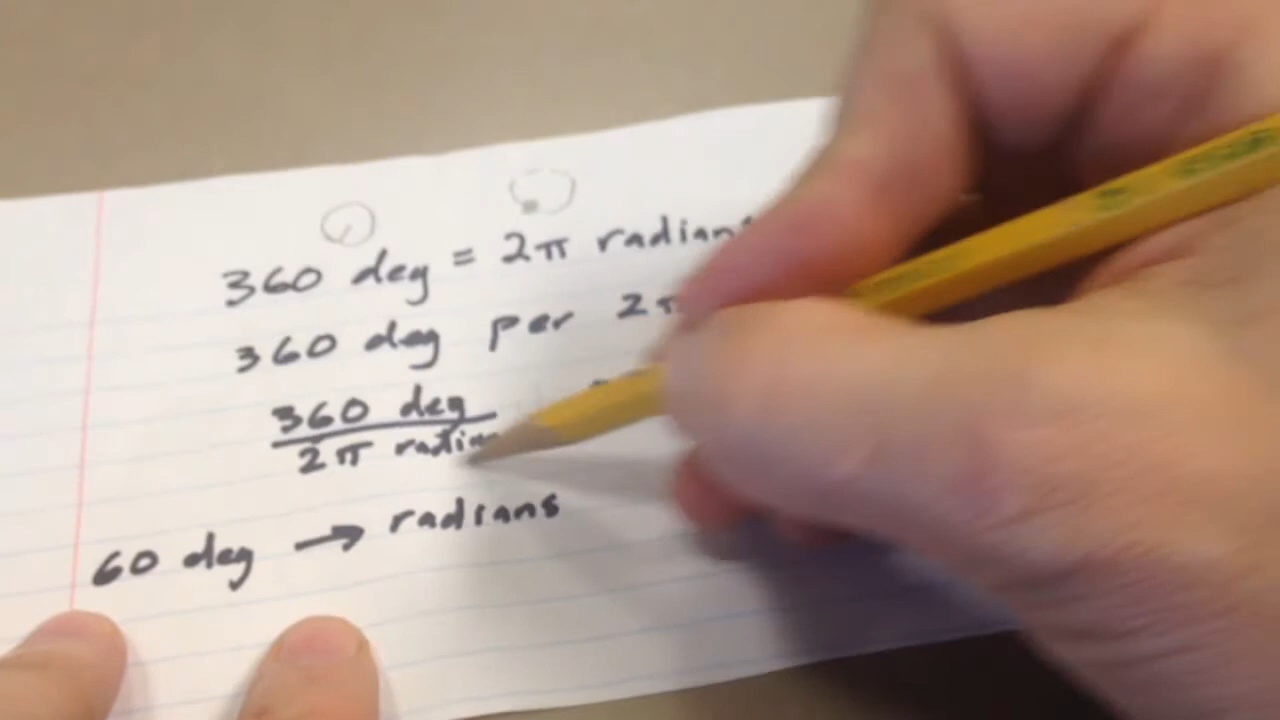 360 deg = 2π radians
360 deg per 2π
360 deg
2π
60 deg → radians